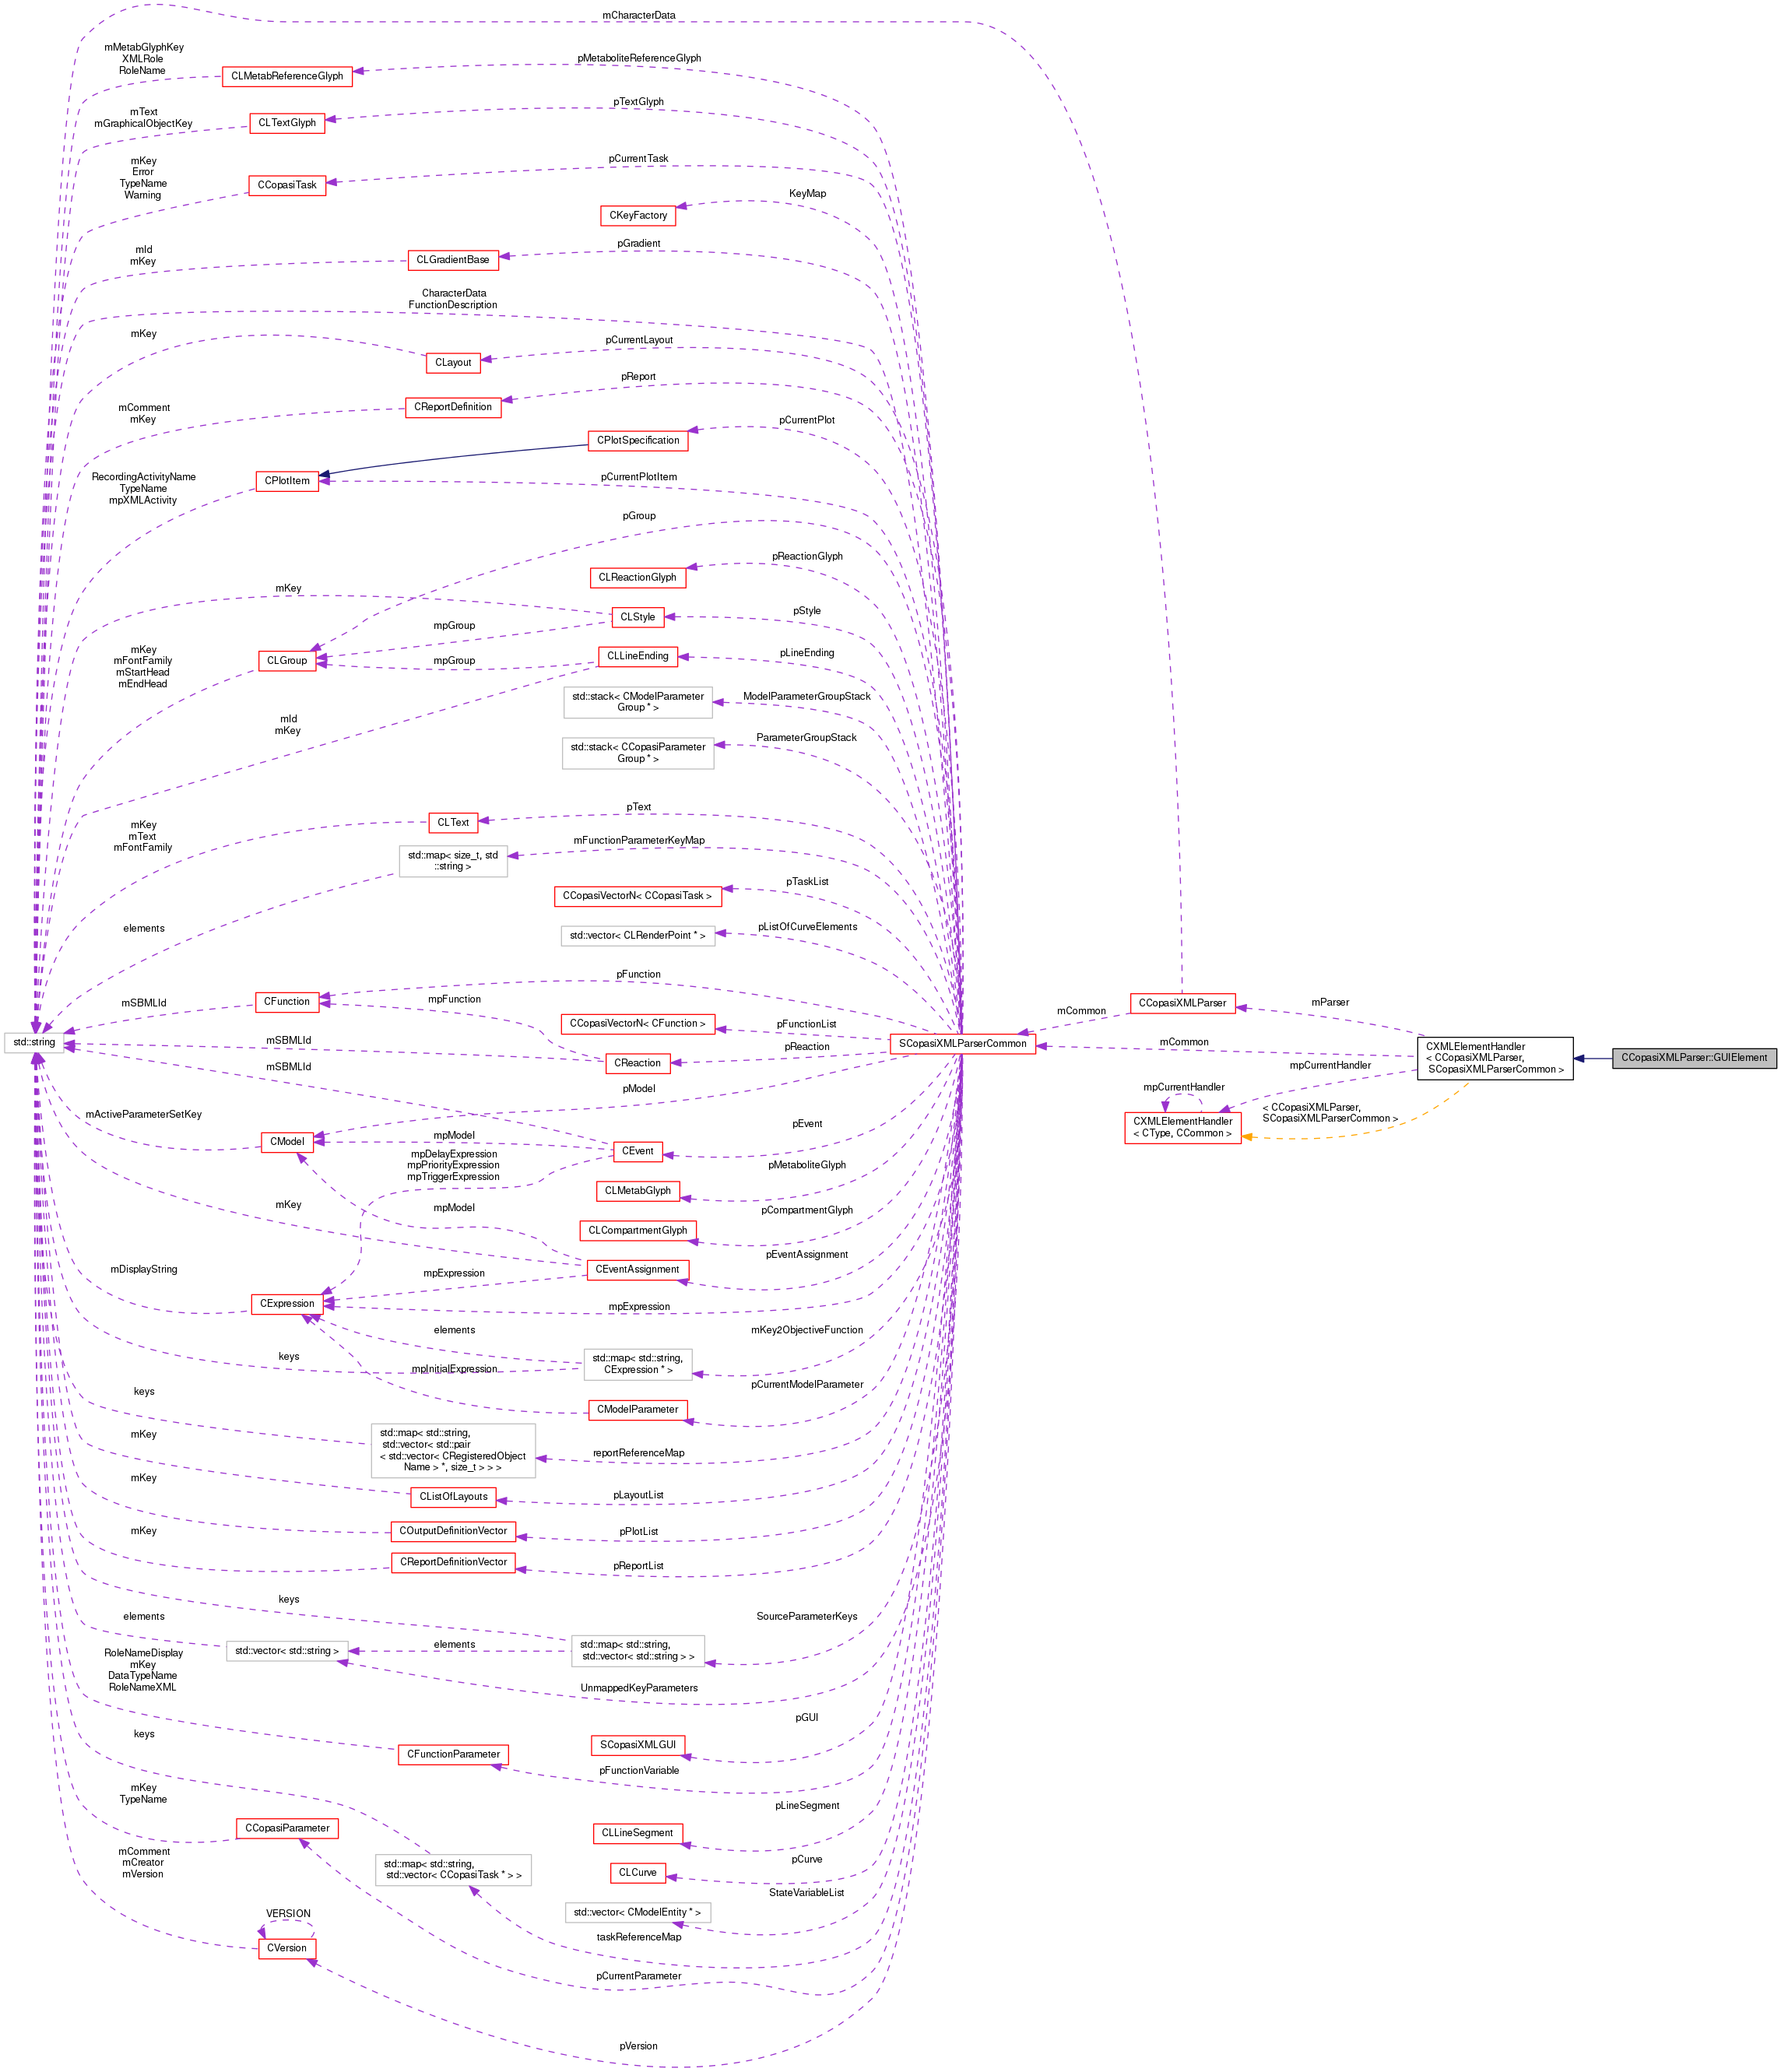 mCharacterData
mMetabGlyphKey
XMLRole
RoleName
CLMetabReferenceGlyph
pMetaboliteReferenceGlyph
mText
mGraphicalObjectKey
CLTextGlyph
pTextGlyph
mKey
Error
TypeName
Warning
CCopasiTask
pCurrentTask
CKeyFactory
KeyMap
mId
mKey
CLGradientBase
pGradient
CharacterData
FunctionDescription
mKey
CLayout
pCurrentLayout
mComment
mKey
CReportDefinition
pReport
CPlotSpecification
pCurrentPlot
RecordingActivityName
TypeName
mpXMLActivity
CPlotItem
pCurrentPlotItem
pGroup
CLReactionGlyph
pReactionGlyph
mKey
CLStyle
pStyle
mpGroup
mKey
mFontFamily
mStartHead
mEndHead
CLGroup
mpGroup
CLLineEnding
pLineEnding
mId
mKey
std::stack< CModelParameter
Group * >
ModelParameterGroupStack
std::stack< CCopasiParameter
Group * >
ParameterGroupStack
mKey
mText
mFontFamily
CLText
pText
std::map< size_t, std
::string >
mFunctionParameterKeyMap
elements
CCopasiVectorN< CCopasiTask >
pTaskList
std::vector< CLRenderPoint * >
pListOfCurveElements
mSBMLId
CFunction
pFunction
mpFunction
CCopasiVectorN< CFunction >
pFunctionList
std::string
mSBMLId
CReaction
pReaction
mSBMLId
pModel
SCopasiXMLParserCommon
mCommon
CCopasiXMLParser
mParser
mCommon
CXMLElementHandler
< CCopasiXMLParser,
SCopasiXMLParserCommon >
CCopasiXMLParser::GUIElement
mpCurrentHandler
mpCurrentHandler
CXMLElementHandler
< CType, CCommon >
< CCopasiXMLParser,
SCopasiXMLParserCommon >
mActiveParameterSetKey
CModel
mpModel
CEvent
pEvent
mpDelayExpression
mpPriorityExpression
mpTriggerExpression
CLMetabGlyph
pMetaboliteGlyph
mKey
mpModel
CLCompartmentGlyph
pCompartmentGlyph
mDisplayString
CExpression
mpExpression
CEventAssignment
pEventAssignment
mpExpression
elements
keys
std::map< std::string,
CExpression * >
mKey2ObjectiveFunction
mpInitialExpression
CModelParameter
pCurrentModelParameter
keys
std::map< std::string,
std::vector< std::pair
< std::vector< CRegisteredObject
Name > *, size_t > > >
reportReferenceMap
mKey
CListOfLayouts
pLayoutList
mKey
COutputDefinitionVector
pPlotList
mKey
CReportDefinitionVector
pReportList
keys
elements
std::vector< std::string >
elements
std::map< std::string,
std::vector< std::string > >
SourceParameterKeys
UnmappedKeyParameters
RoleNameDisplay
mKey
DataTypeName
RoleNameXML
SCopasiXMLGUI
pGUI
CFunctionParameter
pFunctionVariable
keys
mKey
TypeName
CCopasiParameter
CLLineSegment
pLineSegment
std::map< std::string,
std::vector< CCopasiTask * > >
CLCurve
pCurve
std::vector< CModelEntity * >
StateVariableList
taskReferenceMap
mComment
mCreator
mVersion
VERSION
CVersion
pCurrentParameter
pVersion